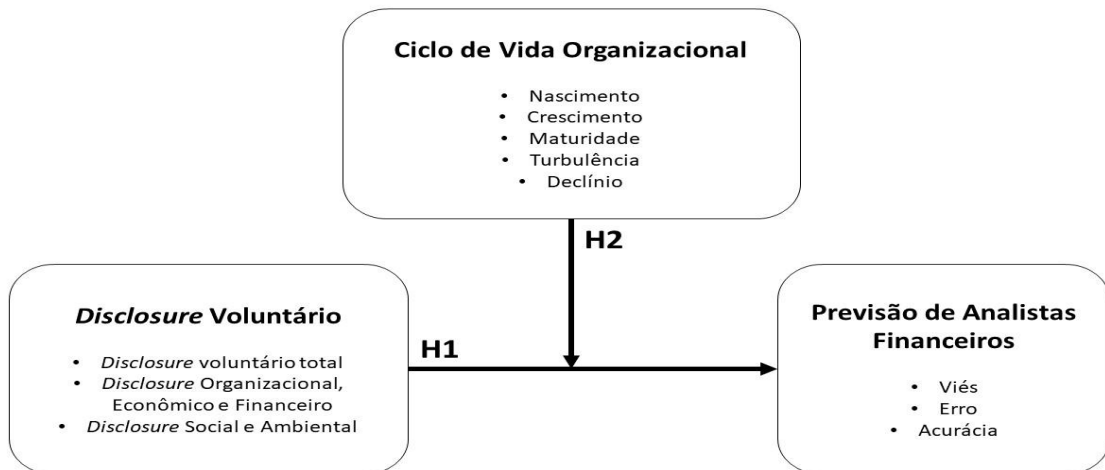 Ciclo de Vida Organizacional
• Nascimento
• Crescimento
• Maturidade
• Turbulência
• Declínio
H2
Disclosure Voluntário
• Disclosure voluntário total
• Disclosure Organizacional,
Econômico e Financeiro
• Disclosure Social e Ambiental
H1
Previsão de Analistas
Financeiros
• Viés
• Erro
• Acurácia